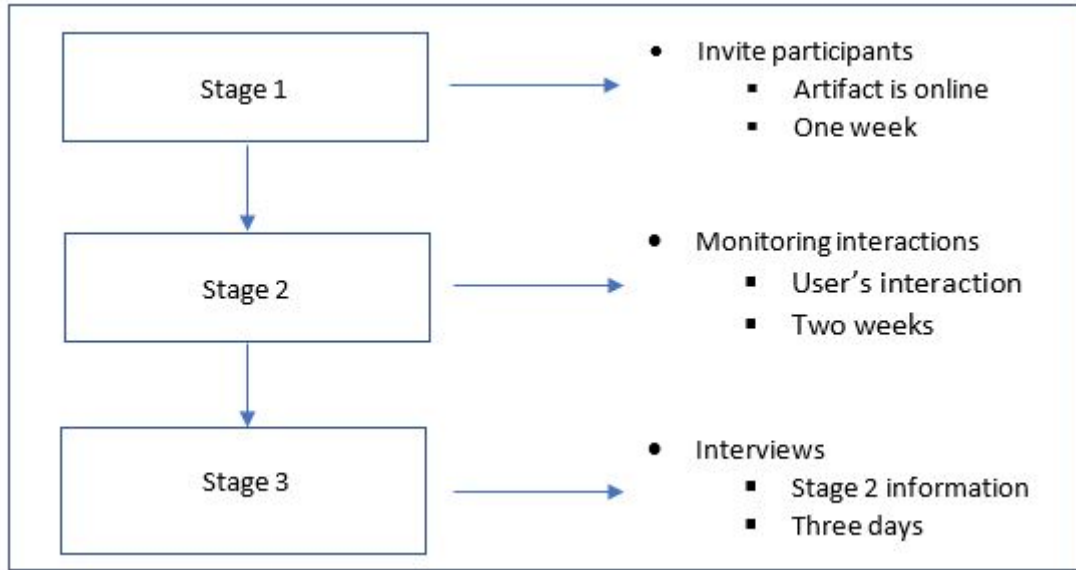 Stage 1
• Invite participants
▪ Artifact is online
▪ One week
Stage 2
• Monitoring interactions
▪ User’s interaction
▪ Two weeks
Stage 3
• Interviews
▪ Stage 2 information
▪ Three days